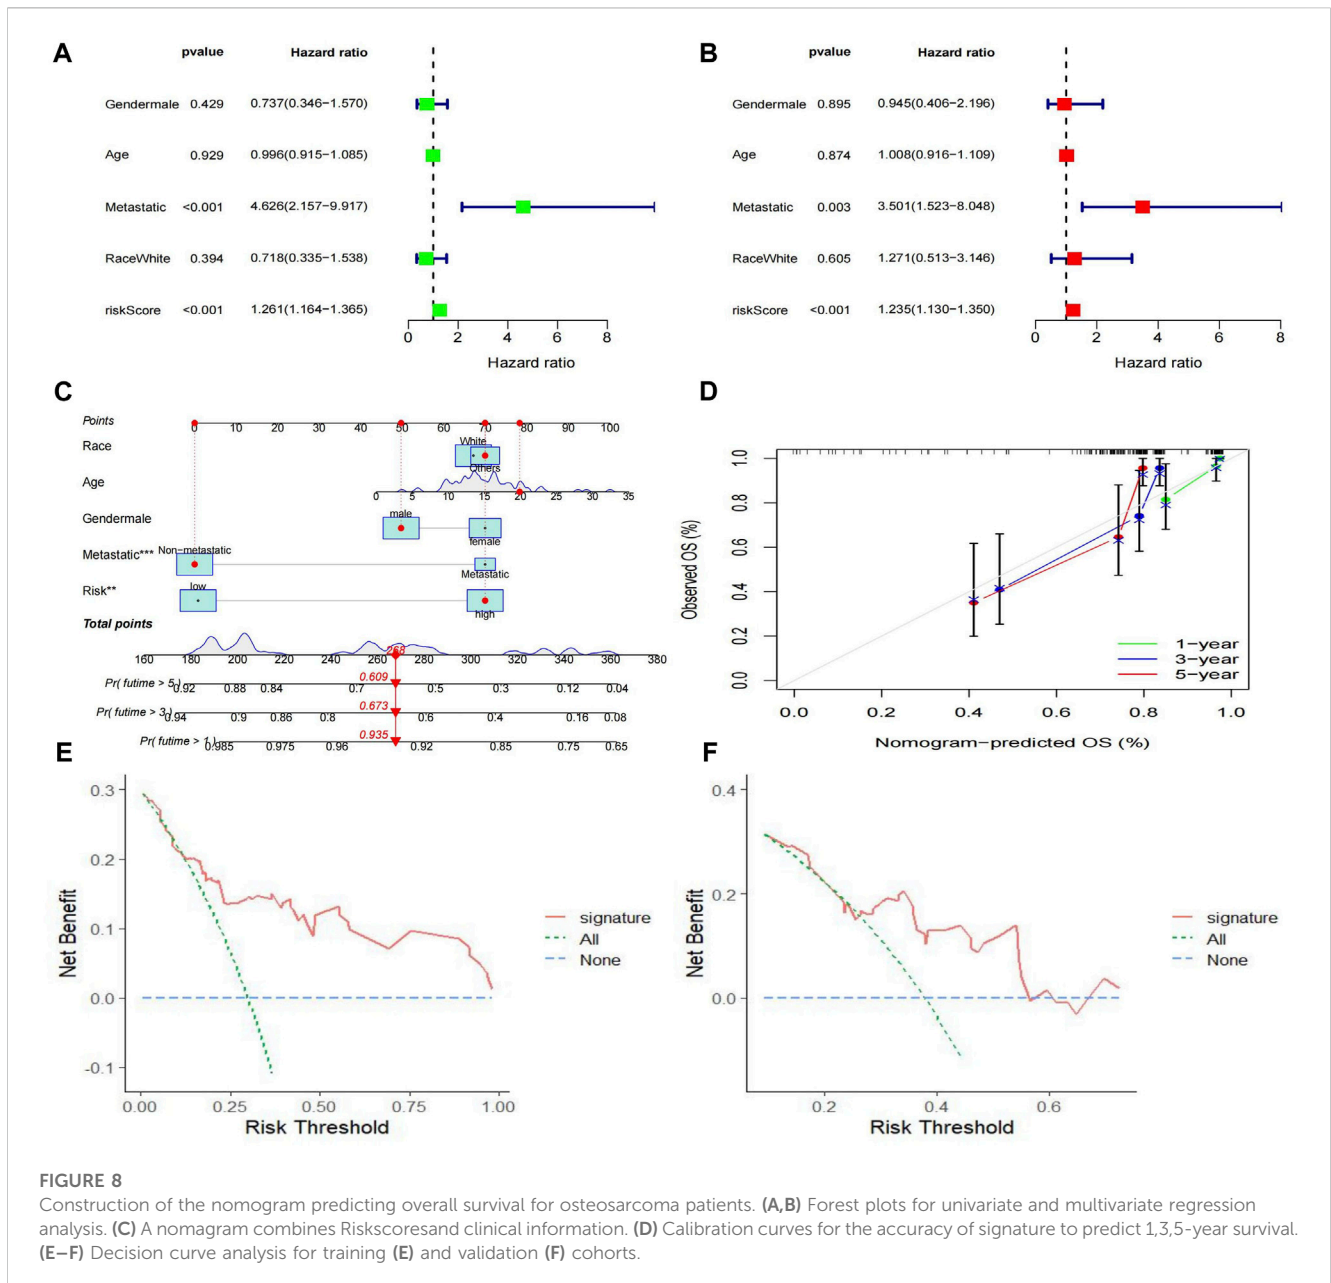 A
pvalue Hazard ratio
Gendermale 0.429 0.737(0.346−1.570)
Age 0.929 0.996(0.915−1.085)
Metastatic <0.001 4.626(2.157−9.917)
RaceWhite 0.394 0.718(0.335−1.538)
riskScore <0.001 1.261(1.164−1.365)
0 2 4 6 8
Hazard ratio
B
pvalue Hazard ratio
Gendermale 0.895 0.945(0.406−2.196)
Age 0.874 1.008(0.916−1.109)
Metastatic 0.003 3.501(1.523−8.048)
RaceWhite 0.605 1.271(0.513−3.146)
riskScore <0.001 1.235(1.130−1.350)
0 2 4 6 8
Hazard ratio
C
Points
0 10 20 30 40 50 60 70 80 90 100
Race
White
Others
Age
0 5 10 15 20 25 30 35
Gendermale
male
female
Metastatic***
Non−metastatic
Metastatic
Risk**
low
high
Total points
268
160 180 200 220 240 260 280 300 320 340 360 380
0.609
Pr( futime > 5 )
0.92 0.88 0.84 0.7 0.5 0.3 0.12 0.04
0.673
Pr( futime > 3 )
0.94 0.9 0.86 0.8 0.6 0.4 0.16 0.08
0.935
Pr( futime > 1 )
0.985 0.975 0.96 0.92 0.85 0.75 0.65
D
Observed OS (%)
1.0
0.8
0.6
0.4
0.2
0.0
1−year
3−year
5−year
0.0 0.2 0.4 0.6 0.8 1.0
Nomogram−predicted OS (%)
E
Net Benefit
0.3
0.2
0.1
0.0
-0.1
signature
All
None
0.00 0.25 0.50 0.75 1.00
Risk Threshold
F
Net Benefit
0.4
0.2
0.0
signature
All
None
0.2 0.4 0.6
Risk Threshold
FIGURE 8
Construction of the nomogram predicting overall survival for osteosarcoma patients. (A,B) Forest plots for univariate and multivariate regression
analysis. (C) A nomagram combines Riskscoresand clinical information. (D) Calibration curves for the accuracy of signature to predict 1,3,5-year survival.
(E–F) Decision curve analysis for training (E) and validation (F) cohorts.